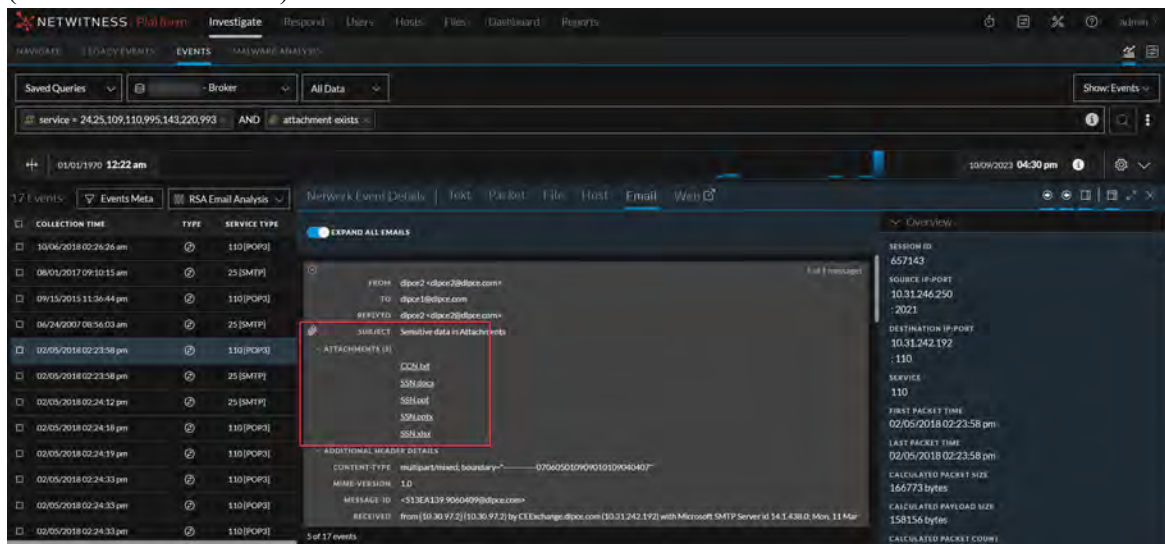 NETWITNESS Platform Investigate Respond Users Hosts Files Dashboard Reports admin
NAVIGATE LEGACY EVENTS EVENTS MALWARE ANALYSIS
Saved Queries - Broker All Data Show: Events
service = 24,25,109,110,995,143,220,993 AND attachment exists
01/01/1970 12:22 am 10/09/2023 04:30 pm
17 Events Events Meta RSA Email Analysis Network Event Details Text Packet File Host Email Web
COLLECTION TIME TYPE SERVICE TYPE
10/06/2018 02:26:26 am 110 [POP3]
08/01/2017 09:10:15 am 25 [SMTP]
09/15/2015 11:36:44 pm 110 [POP3]
06/24/2007 08:56:03 am 25 [SMTP]
02/05/2018 02:23:58 pm 110 [POP3]
02/05/2018 02:23:58 pm 25 [SMTP]
02/05/2018 02:24:12 pm 25 [SMTP]
02/05/2018 02:24:18 pm 110 [POP3]
02/05/2018 02:24:19 pm 110 [POP3]
02/05/2018 02:24:33 pm 110 [POP3]
02/05/2018 02:24:33 pm 110 [POP3]
02/05/2018 02:24:33 pm 110 [POP3]
EXPAND ALL EMAILS
1 of 1 messages
FROM dlpce2 <dlpce2@dlpce.com>
TO dlpce1@dlpce.com
REPLYTO dlpce2 <dlpce2@dlpce.com>
SUBJECT Sensitive data in Attachments
- ATTACHMENTS (5)
CCN.txt
SSN.docx
SSN.ppt
SSN.pptx
SSN.xlsx
- ADDITIONAL HEADER DETAILS
CONTENT-TYPE multipart/mixed; boundary="------------070605010909010109040407"
MIME-VERSION 1.0
MESSAGE-ID <513EA139.9060409@dlpce.com>
RECEIVED from [10.30.97.2] (10.30.97.2) by CEExchange.dlpce.com (10.31.242.192) with Microsoft SMTP Server id 14.1.438.0; Mon, 11 Mar
5 of 17 events
Overview
SESSION ID
657143
SOURCE IP:PORT
10.31.246.250
: 2021
DESTINATION IP:PORT
10.31.242.192
: 110
SERVICE
110
FIRST PACKET TIME
02/05/2018 02:23:58 pm
LAST PACKET TIME
02/05/2018 02:23:58 pm
CALCULATED PACKET SIZE
166773 bytes
CALCULATED PAYLOAD SIZE
158156 bytes
CALCULATED PACKET COUNT